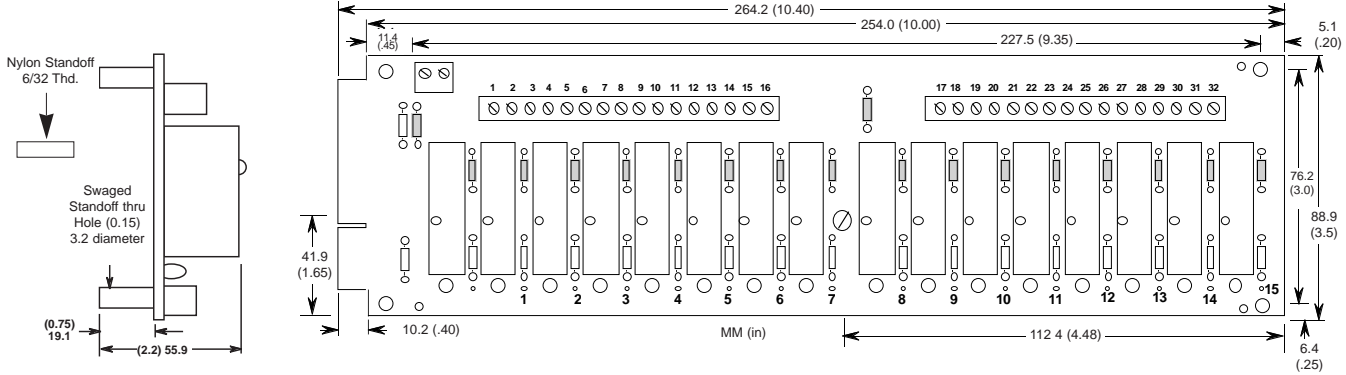 264.2 (10.40)
254.0 (10.00)
11.4
(.45)
227.5 (9.35)
5.1
(.20)
Nylon Standoff
6/32 Thd.
1 2 3 4 5 6 7 8 9 10 11 12 13 14 15 16
17 18 19 20 21 22 23 24 25 26 27 28 29 30 31 32
Swaged
Standoff thru
Hole (0.15)
3.2 diameter
76.2
(3.0)
88.9
(3.5)
41.9
(1.65)
1 2 3 4 5 6 7 8 9 10 11 12 13 14 15
(0.75)
19.1
(2.2) 55.9
10.2 (.40)
MM (in)
112 4 (4.48)
6.4
(.25)